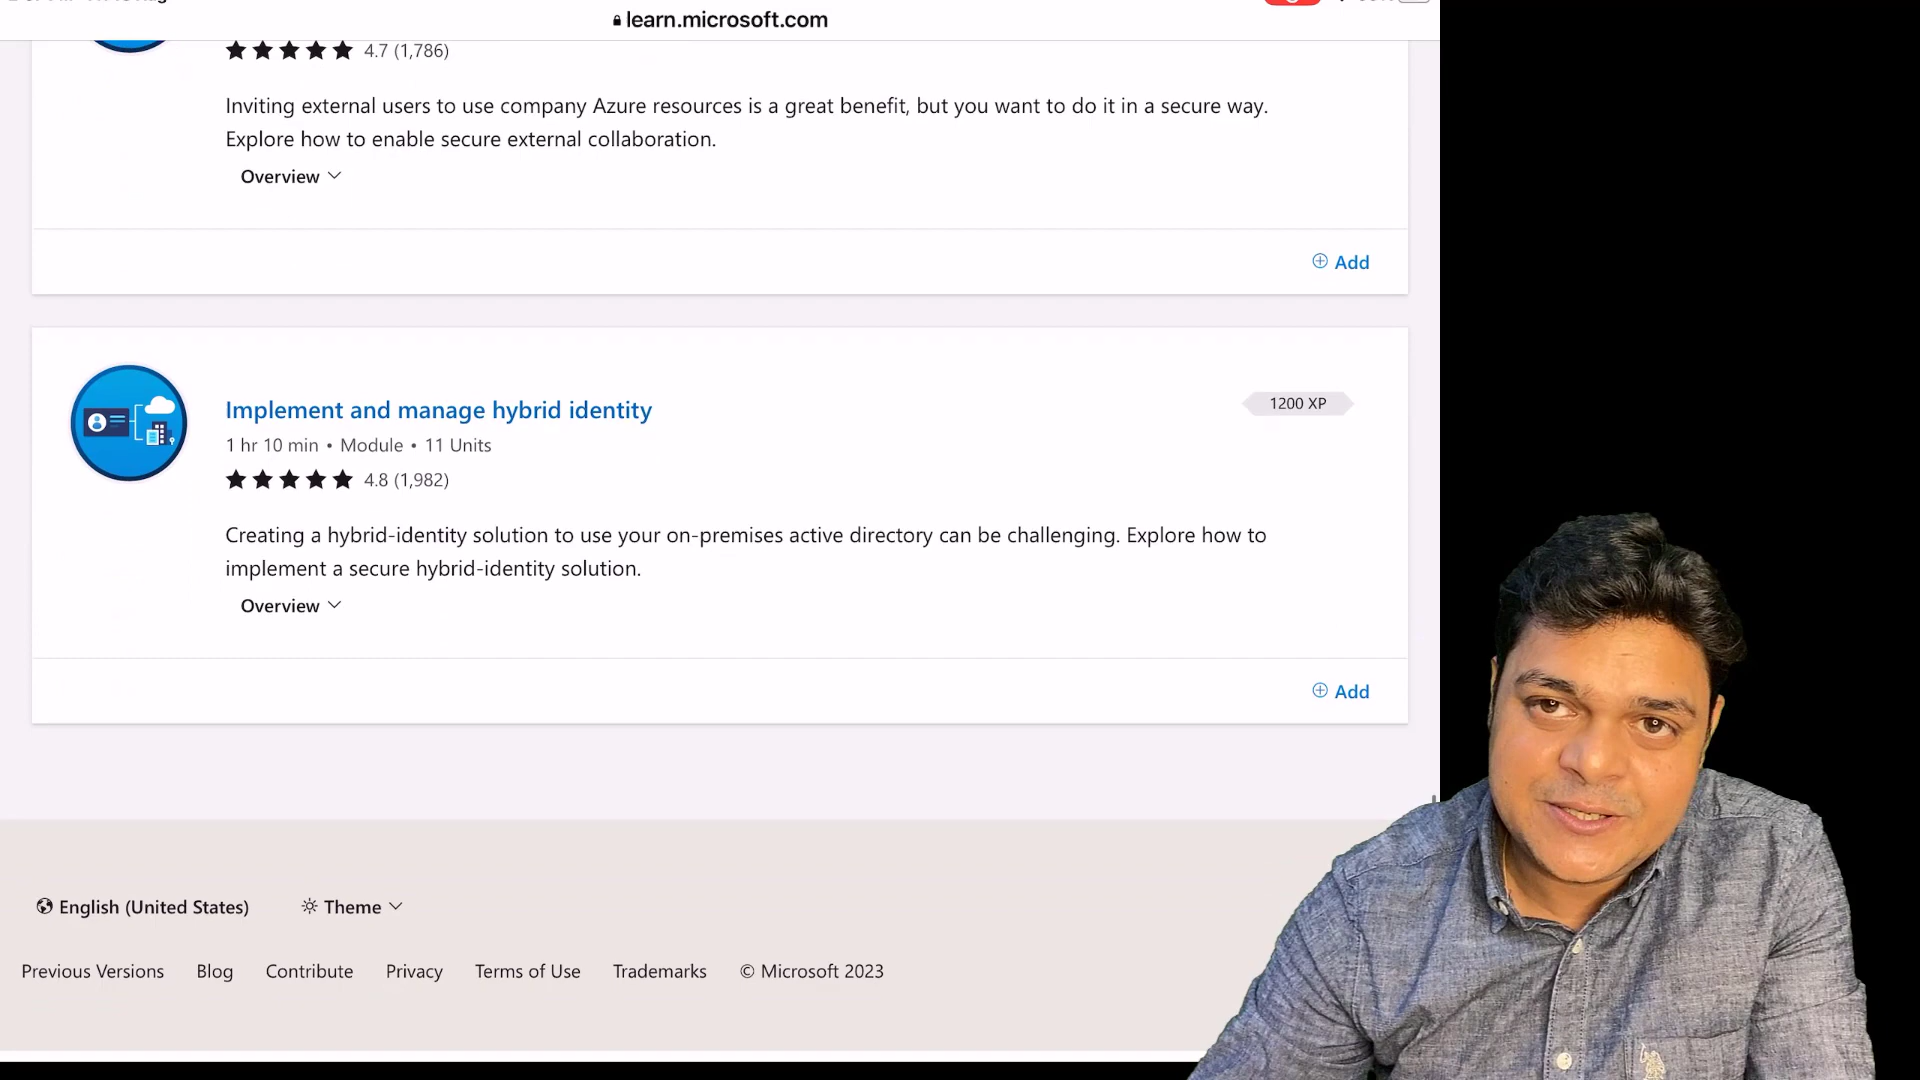 learn.microsoft.com
4.7 (1,786)
Inviting external users to use company Azure resources is a great benefit, but you want to do it in a secure way.
Explore how to enable secure external collaboration.
Overview
Add
Implement and manage hybrid identity
1200 XP
1 hr 10 min • Module • 11 Units
4.8 (1,982)
Creating a hybrid-identity solution to use your on-premises active directory can be challenging. Explore how to
implement a secure hybrid-identity solution.
Overview
Add
English (United States)
Theme
Previous Versions
Blog
Contribute
Privacy
Terms of Use
Trademarks
© Microsoft 2023